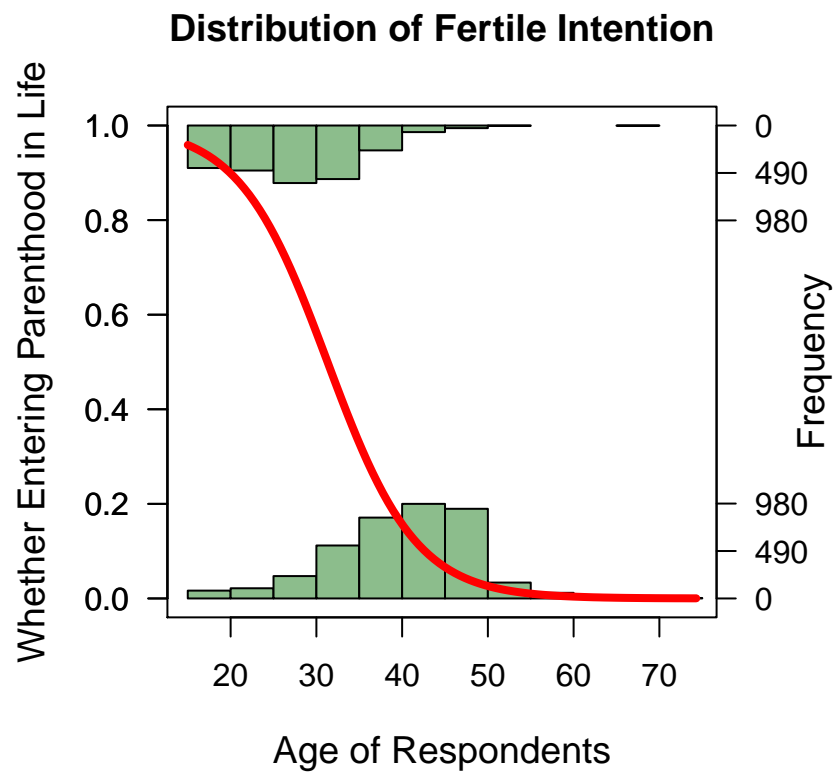 Distribution of Fertile Intention
Whether Entering Parenthood in Life
1.0
0.8
0.6
0.4
0.2
0.0
0
490
980
980
490
0
Frequency
20 30 40 50 60 70
Age of Respondents